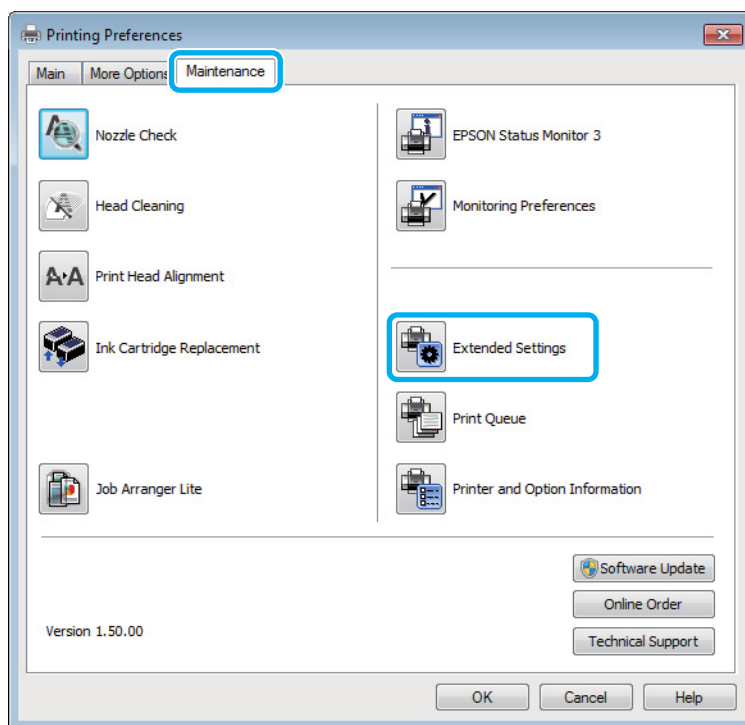 Printing Preferences
Main
More Options
Maintenance
Nozzle Check
Head Cleaning
Print Head Alignment
Ink Cartridge Replacement
Job Arranger Lite
EPSON Status Monitor 3
Monitoring Preferences
Extended Settings
Print Queue
Printer and Option Information
Software Update
Online Order
Technical Support
Version 1.50.00
OK
Cancel
Help